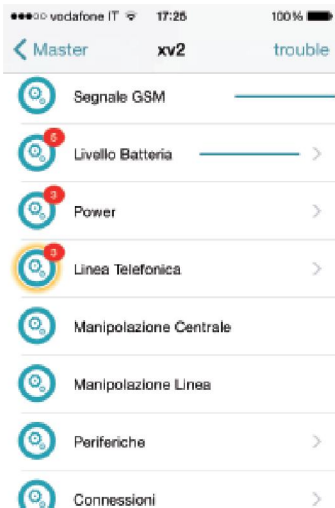 vodafone IT 17:25 100%
Master xv2 trouble
Segnale GSM
5
Livello Batteria
3
Power
3
Linea Telefonica
Manipolazione Centrale
Manipolazione Linea
Periferiche
Connessioni